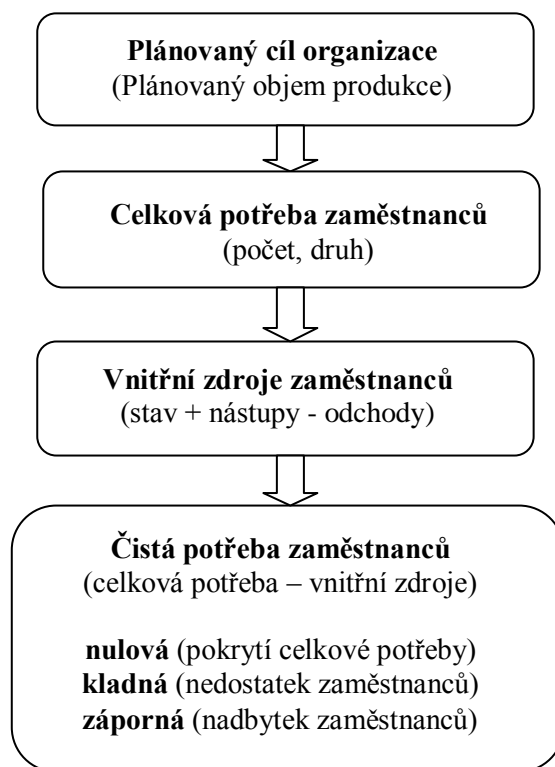 Plánovaný cíl organizace
(Plánovaný objem produkce)
Celková potřeba zaměstnanců
(počet, druh)
Vnitřní zdroje zaměstnanců
(stav + nástupy - odchody)
Čistá potřeba zaměstnanců
(celková potřeba – vnitřní zdroje)
nulová (pokrytí celkové potřeby)
kladná (nedostatek zaměstnanců)
záporná (nadbytek zaměstnanců)